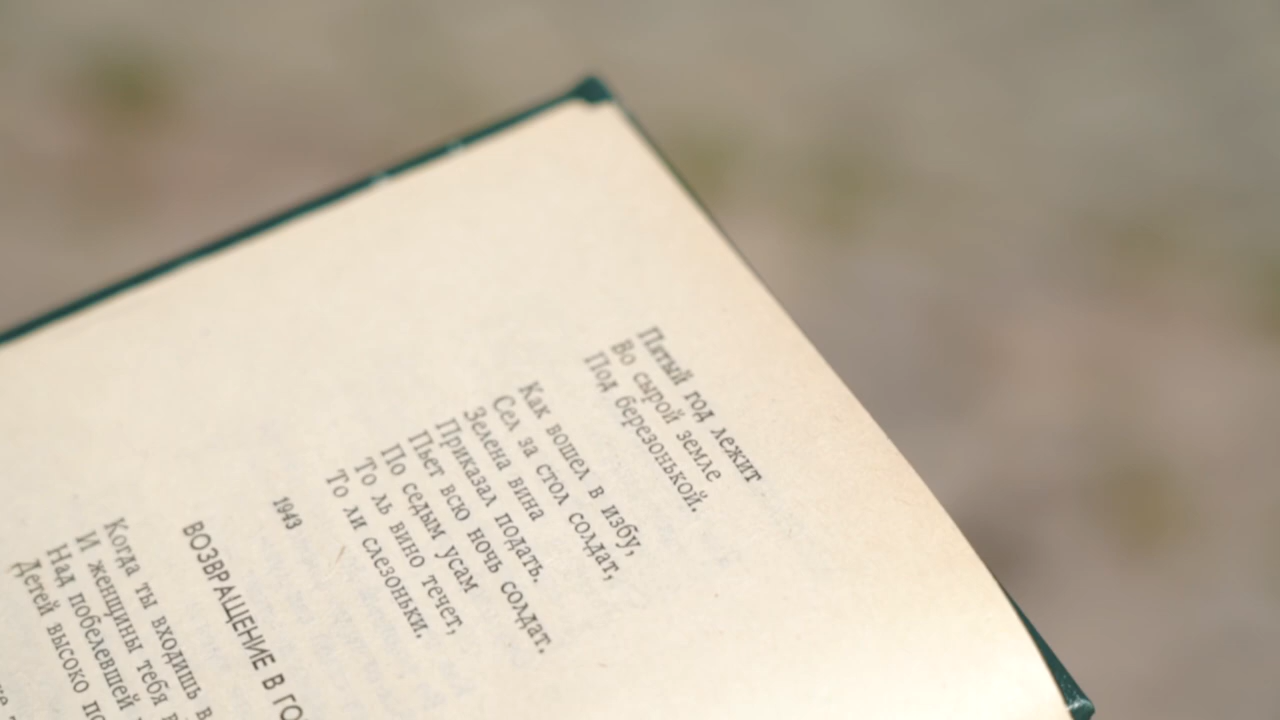 Пятый год лежит
Во сырой земле
Под березонькой.
Как вошел в избу,
Сел за стол солдат,
Зелена вина
Приказал подать.
Пьет всю ночь солдат.
По седым усам
То ль вино течет,
То ли слезоньки.
1943
ВОЗВРАЩЕНИЕ В ГО
Когда ты входишь в
И женщины тебя
Над побелевшей
Детей высоко